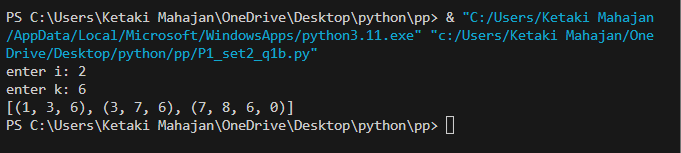 PS C:\Users\Ketaki Mahajan\OneDrive\Desktop\python\pp> & "C:/Users/Ketaki Mahajan
/AppData/Local/Microsoft/WindowsApps/python3.11.exe" "c:/Users/Ketaki Mahajan/One
Drive/Desktop/python/pp/P1_set2_q1b.py"
enter i: 2
enter k: 6
[(1, 3, 6), (3, 7, 6), (7, 8, 6, 0)]
PS C:\Users\Ketaki Mahajan\OneDrive\Desktop\python\pp>